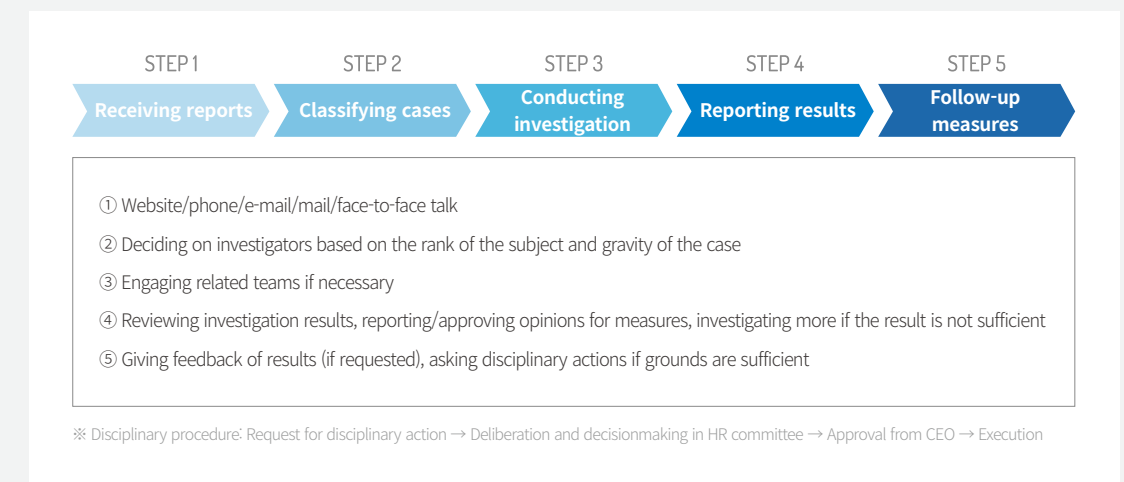 STEP 1
STEP 2
STEP 3
STEP 4
STEP 5
Receiving reports
Classifying cases
Conducting
investigation
Reporting results
Follow-up
measures
① Website/phone/e-mail/mail/face-to-face talk
② Deciding on investigators based on the rank of the subject and gravity of the case
③ Engaging related teams if necessary
④ Reviewing investigation results, reporting/approving opinions for measures, investigating more if the result is not sufficient
⑤ Giving feedback of results (if requested), asking disciplinary actions if grounds are sufficient
※ Disciplinary procedure: Request for disciplinary action → Deliberation and decisionmaking in HR committee → Approval from CEO → Execution